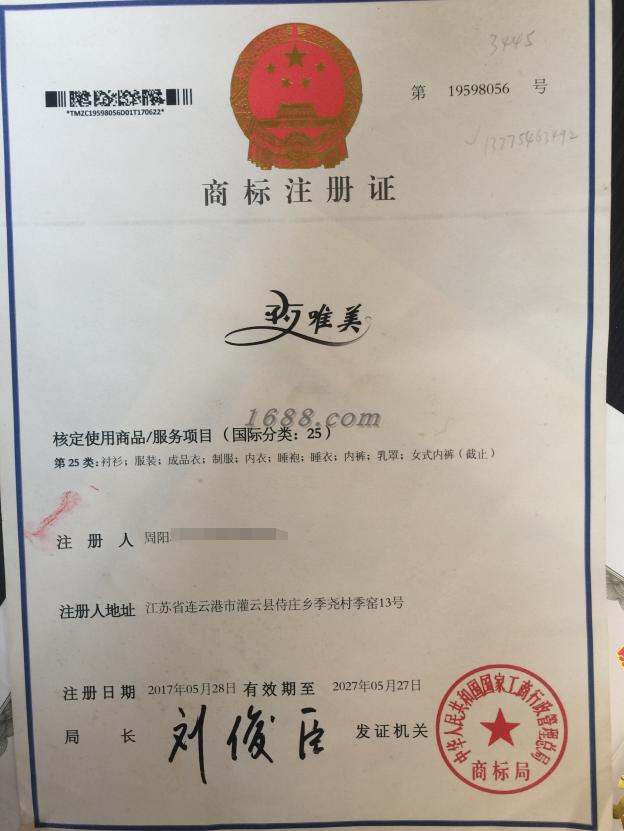 3445
*TMZC19598056D01T170622*
第 19598056 号
商标注册证
唯美
1688.com
核定使用商品/服务项目（国际分类：25）
第25类：衬衫；服装；成品衣；制服；内衣；睡袍；睡衣；内裤；乳罩；女式内裤（截止）
注 册 人 周阳
注册人地址 江苏省连云港市灌云县侍庄乡季尧村季窑13号
注册日期 2017年05月28日 有效期至 2027年05月27日
局 长 刘俊臣 发证机关
中华人民共和国国家工商行政管理总局
商标局